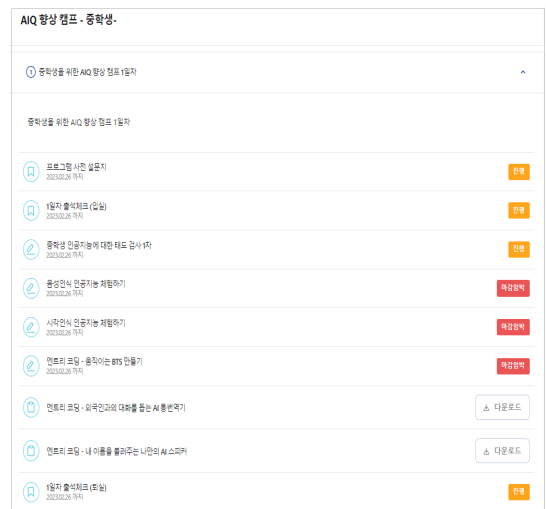 AIQ 향상 캠프 - 중학생-
1 중학생을 위한 AIQ 향상 캠프 1일차
중학생을 위한 AIQ 향상 캠프 1일차
프로그램 사전 설문지
2023.02.26 까지
진행
1일차 출석체크 (입실)
2023.02.26 까지
진행
중학생 인공지능에 대한 태도 검사 1차
2023.02.26 까지
진행
음성인식 인공지능 체험하기
2023.02.26 까지
마감임박
시각인식 인공지능 체험하기
2023.02.26 까지
마감임박
엔트리 코딩 - 움직이는 BTS 만들기
2023.02.26 까지
마감임박
엔트리 코딩 - 외국인과의 대화를 돕는 AI 통번역기
다운로드
엔트리 코딩 - 내 이름을 불러주는 나만의 AI 스피커
다운로드
1일차 출석체크 (퇴실)
2023.02.26 까지
진행